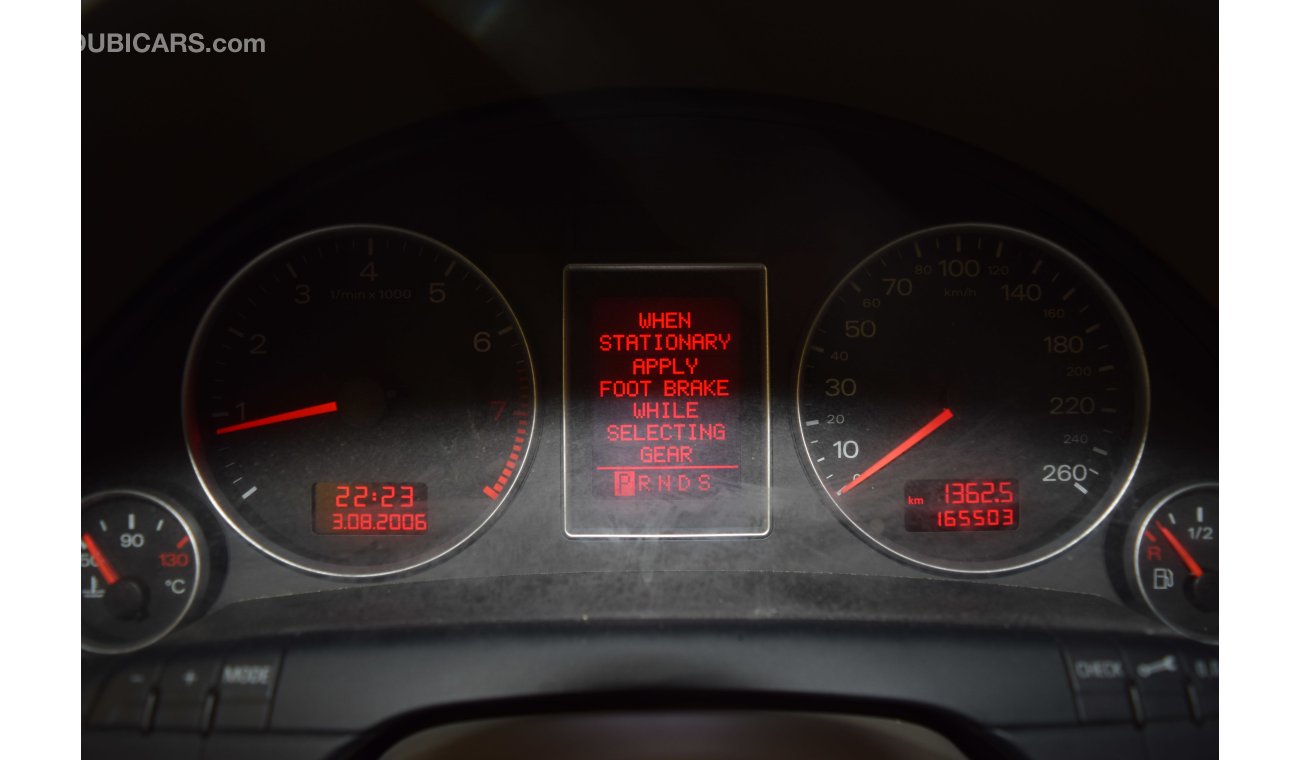 DUBICARS.com
1
2
3
4
5
6
7
1/min x 1000
22:23
3.08.2006
WHEN
STATIONARY
APPLY
FOOT BRAKE
WHILE
SELECTING
GEAR
P R N D S
10
20
30
40
50
60
70
80
100
120
140
160
180
200
220
240
260
km/h
km 1362.5
165503
90
130
°C
1/2
R
- + MODE
CHECK